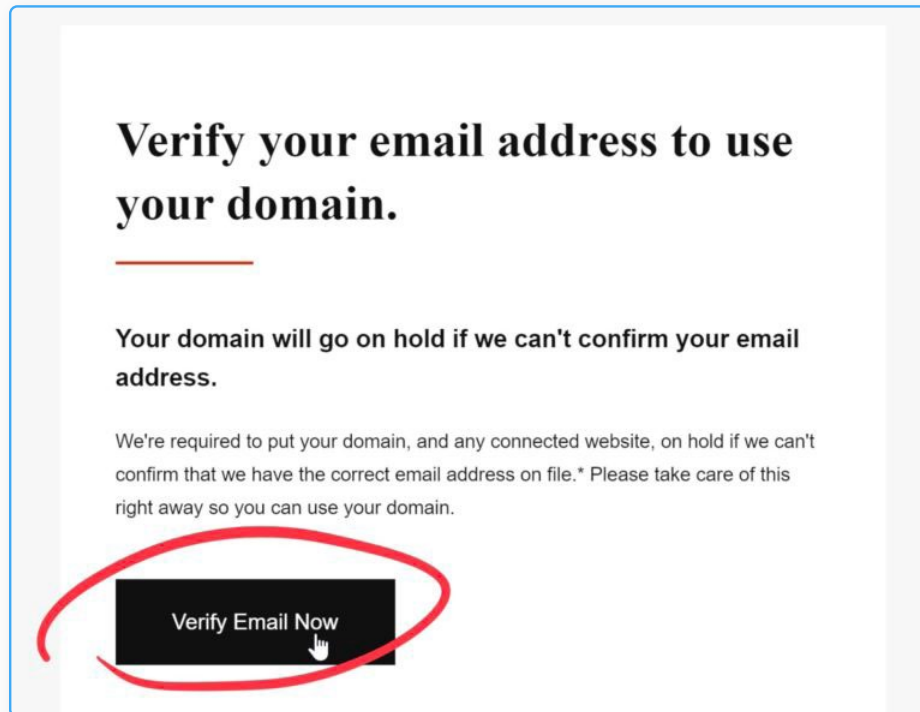 Verify your email address to use
your domain.
Your domain will go on hold if we can't confirm your email
address.
We're required to put your domain, and any connected website, on hold if we can't
confirm that we have the correct email address on file.* Please take care of this
right away so you can use your domain.
Verify Email Now